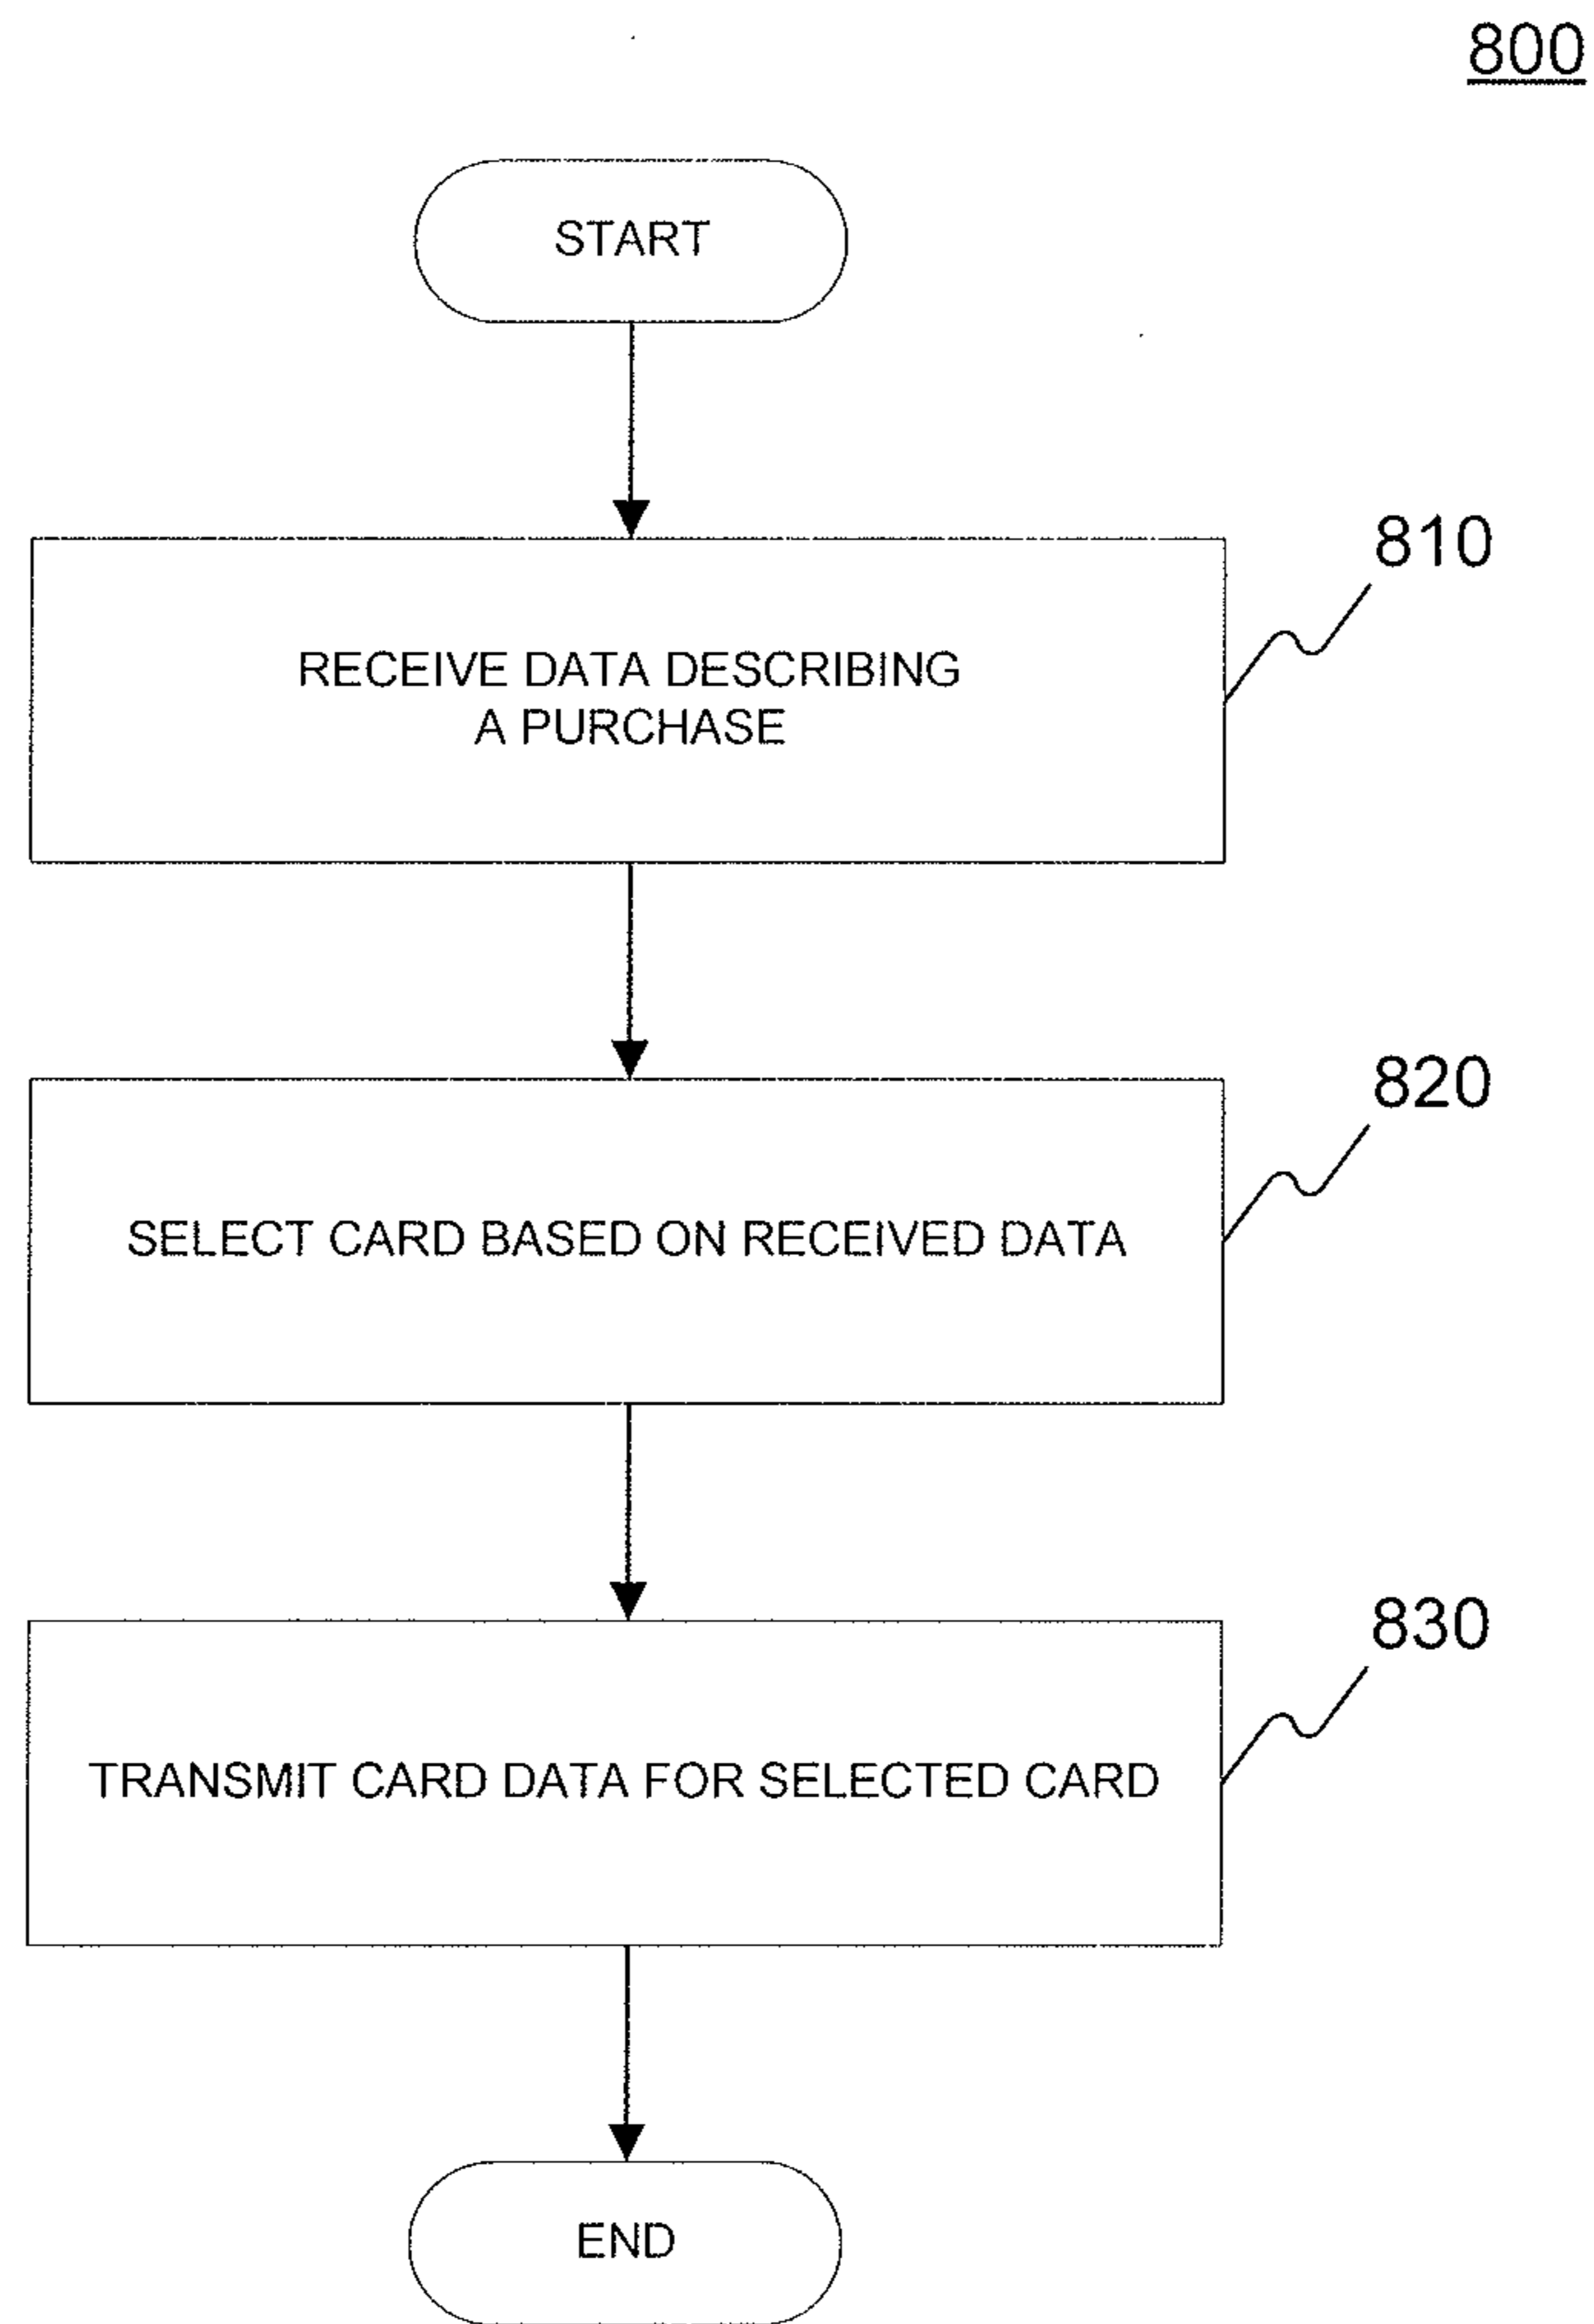 800
START
810
RECEIVE DATA DESCRIBING
A PURCHASE
820
SELECT CARD BASED ON RECEIVED DATA
830
TRANSMIT CARD DATA FOR SELECTED CARD
END